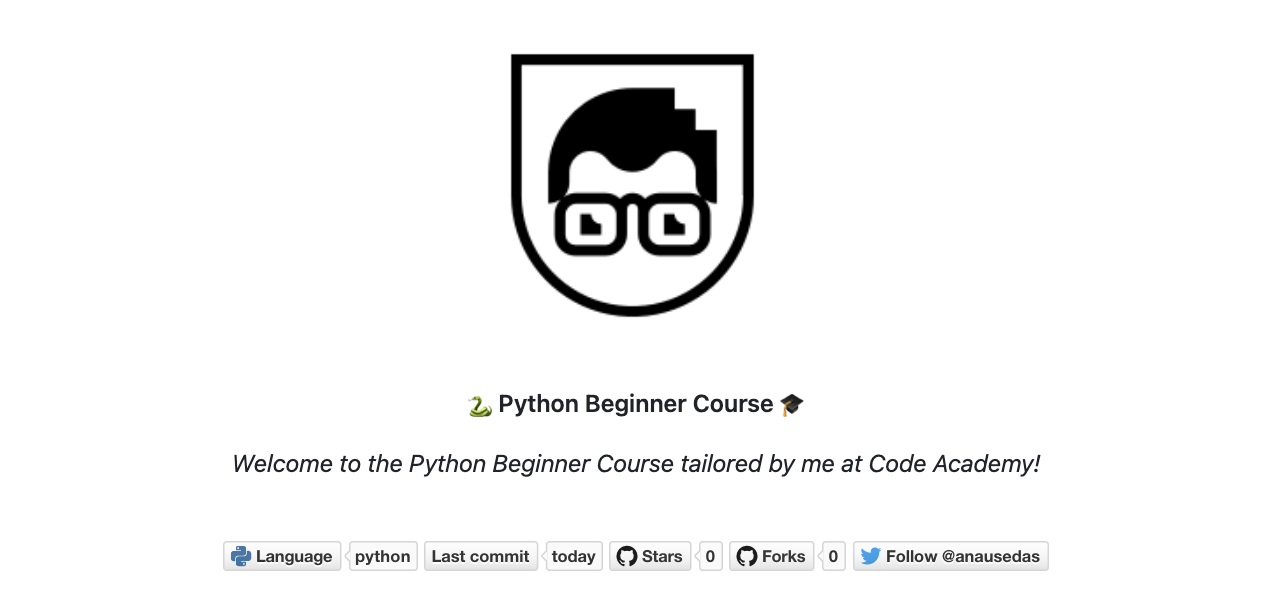 🐍 Python Beginner Course 🎓
Welcome to the Python Beginner Course tailored by me at Code Academy!
Language python Last commit today Stars 0 Forks 0 Follow @anausedas